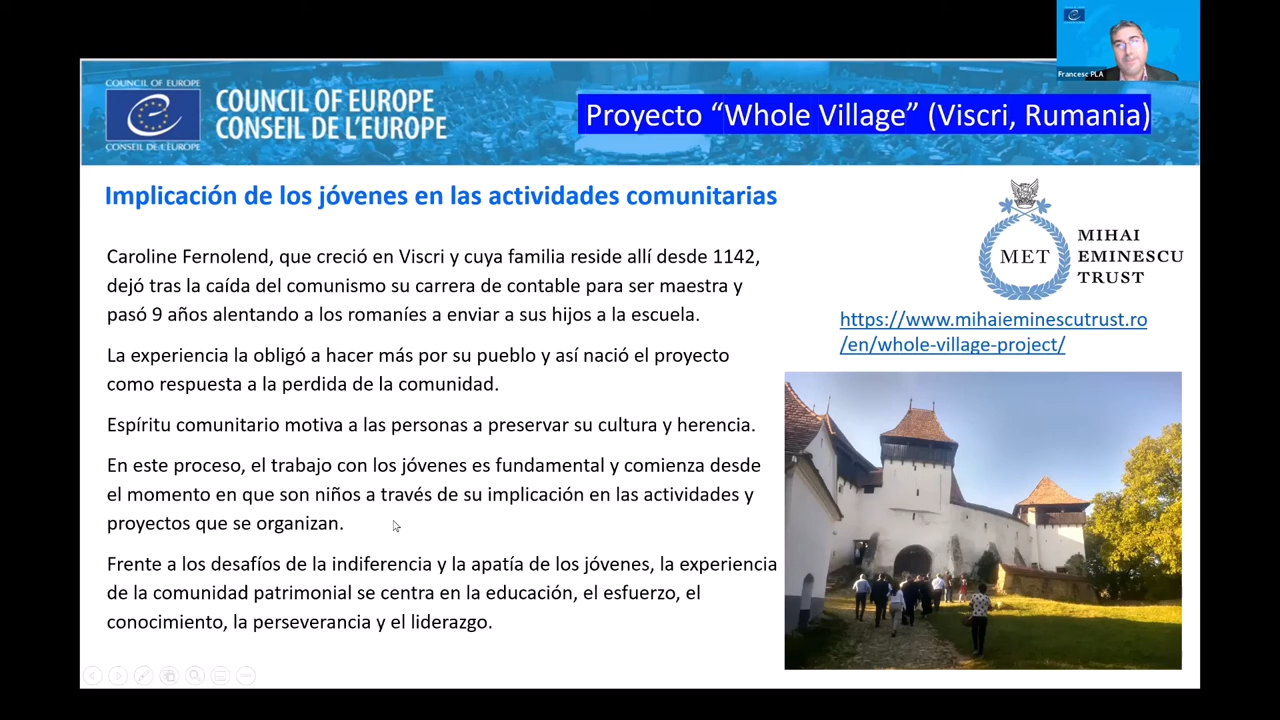 Francesc PLA
COUNCIL OF EUROPE
COUNCIL OF EUROPE
CONSEIL DE L'EUROPE
CONSEIL DE L'EUROPE
Proyecto “Whole Village” (Viscri, Rumania)
Implicación de los jóvenes en las actividades comunitarias
Caroline Fernolend, que creció en Viscri y cuya familia reside allí desde 1142,
dejó tras la caída del comunismo su carrera de contable para ser maestra y
pasó 9 años alentando a los romaníes a enviar a sus hijos a la escuela.
La experiencia la obligó a hacer más por su pueblo y así nació el proyecto
como respuesta a la perdida de la comunidad.
Espíritu comunitario motiva a las personas a preservar su cultura y herencia.
En este proceso, el trabajo con los jóvenes es fundamental y comienza desde
el momento en que son niños a través de su implicación en las actividades y
proyectos que se organizan.
Frente a los desafíos de la indiferencia y la apatía de los jóvenes, la experiencia
de la comunidad patrimonial se centra en la educación, el esfuerzo, el
conocimiento, la perseverancia y el liderazgo.
MET
MIHAI
EMINESCU
TRUST
https://www.mihaieminescutrust.ro
/en/whole-village-project/